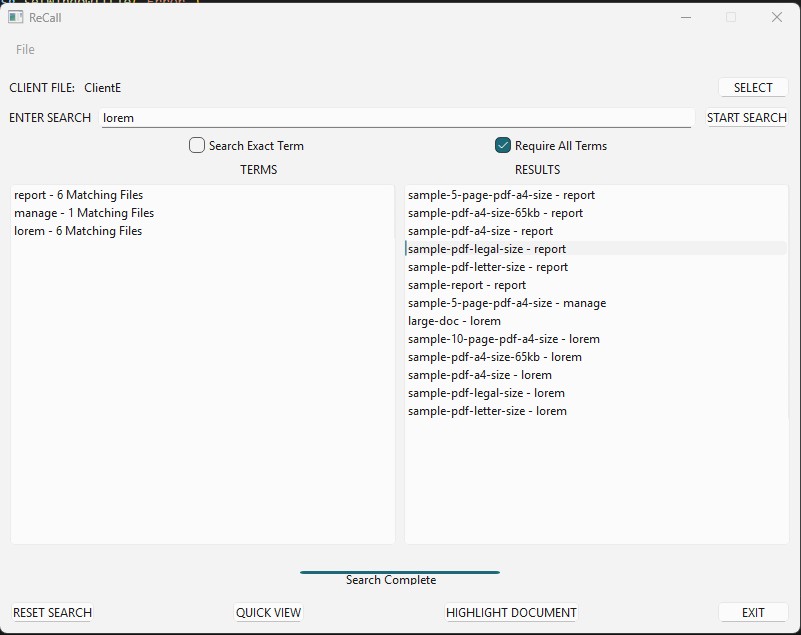 ReCall
File
CLIENT FILE: ClientE SELECT
ENTER SEARCH lorem START SEARCH
Search Exact Term Require All Terms
TERMS RESULTS
report - 6 Matching Files
manage - 1 Matching Files
lorem - 6 Matching Files
sample-5-page-pdf-a4-size - report
sample-pdf-a4-size-65kb - report
sample-pdf-a4-size - report
sample-pdf-legal-size - report
sample-pdf-letter-size - report
sample-report - report
sample-5-page-pdf-a4-size - manage
large-doc - lorem
sample-10-page-pdf-a4-size - lorem
sample-pdf-a4-size-65kb - lorem
sample-pdf-a4-size - lorem
sample-pdf-legal-size - lorem
sample-pdf-letter-size - lorem
Search Complete
RESET SEARCH QUICK VIEW HIGHLIGHT DOCUMENT EXIT